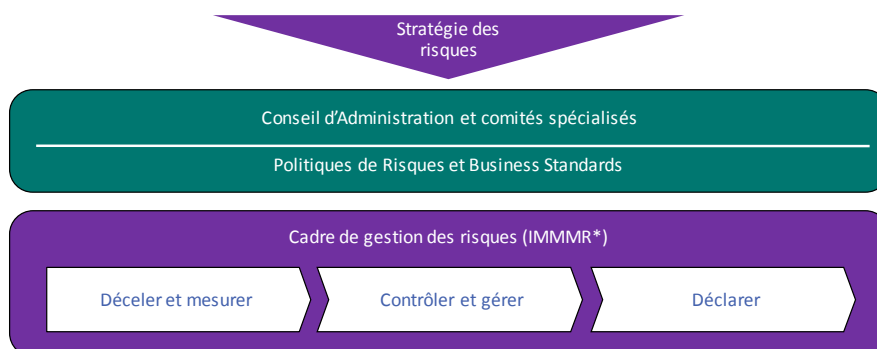 Stratégie des
risques
Conseil d’Administration et comités spécialisés
Politiques de Risques et Business Standards
Cadre de gestion des risques (IMMMR*)
Déceler et mesurer
Contrôler et gérer
Déclarer